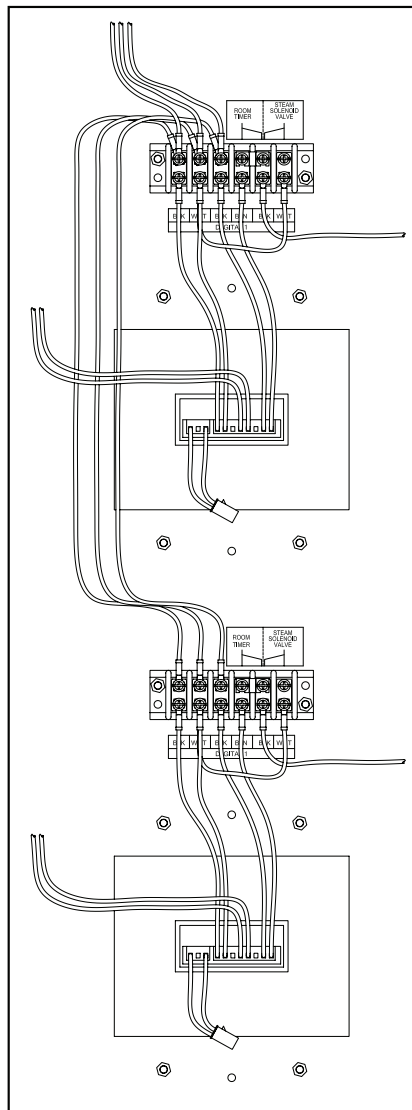 STEAM
ROOM SOLENOID
TIMER VALVE
BK WT BK BN BK WT
DIGITAL 1
STEAM
ROOM SOLENOID
TIMER VALVE
BK WT BK BN BK WT
DIGITAL 1